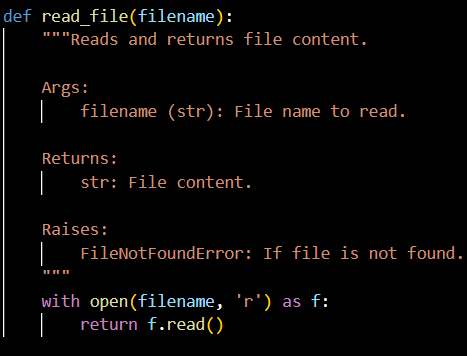 def read_file(filename):
    """Reads and returns file content.

    Args:
        filename (str): File name to read.

    Returns:
        str: File content.

    Raises:
        FileNotFoundError: If file is not found.
    """
    with open(filename, 'r') as f:
        return f.read()